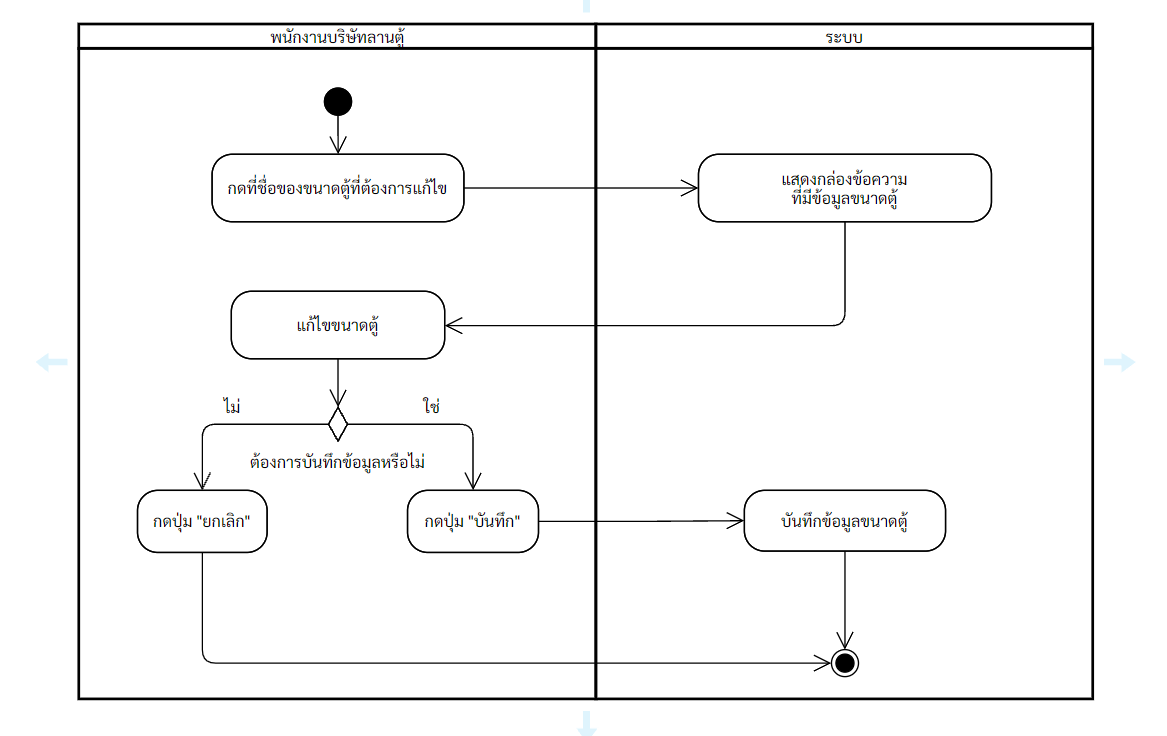 พนักงานบริษัทลานตู้
ระบบ
กดที่ชื่อของขนาดตู้ที่ต้องการแก้ไข
แสดงกล่องข้อความ
ที่มีข้อมูลขนาดตู้
แก้ไขขนาดตู้
ไม่
ใช่
ต้องการบันทึกข้อมูลหรือไม่
กดปุ่ม "ยกเลิก"
กดปุ่ม "บันทึก"
บันทึกข้อมูลขนาดตู้